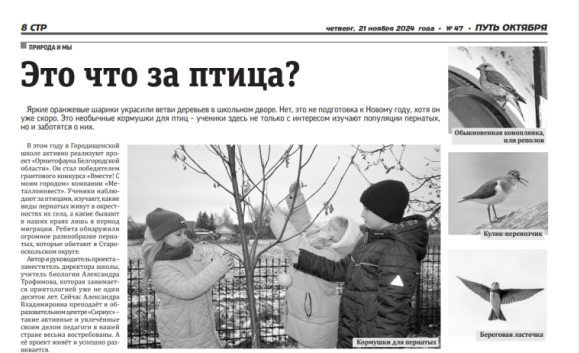 8 СТР
четверг, 21 ноября 2024 года • № 47 • ПУТЬ ОКТЯБРЯ
ПРИРОДА И МЫ
Это что за птица?
Яркие оранжевые шарики украсили ветви деревьев в школьном дворе. Нет, это не подготовка к Новому году, хотя он
уже скоро. Это необычные кормушки для птиц – ученики здесь не только с интересом изучают популяции пернатых,
но и заботятся о них.
В этом году в Городищенской
школе активно реализуют про-
ект «Орнитофауна Белгородской
области». Он стал победителем
грантового конкурса «Вместе! С
моим городом» компании «Ме-
таллоинвест». Ученики наблю-
дают за птицами, изучают, какие
виды пернатых живут в окрест-
ностях их села, а какие бывают
в наших краях лишь в период
миграции. Ребята обнаружили
огромное разнообразие перна-
тых, которые обитают в Старо-
оскольском округе.
Автор и руководитель проекта –
заместитель директора школы,
учитель биологии Александра
Трофимова, которая занимает-
ся орнитологией уже не один
десяток лет. Сейчас Александра
Владимировна преподаёт в об-
разовательном центре «Сириус» –
такие активные и увлечённые
своим делом педагоги в нашей
стране весьма востребованы. А
её проект живёт и успешно раз-
вивается.
Кормушки для пернатых
Обыкновенная коноплянка,
или реполов
Кулик-перевозчик
Береговая ласточка